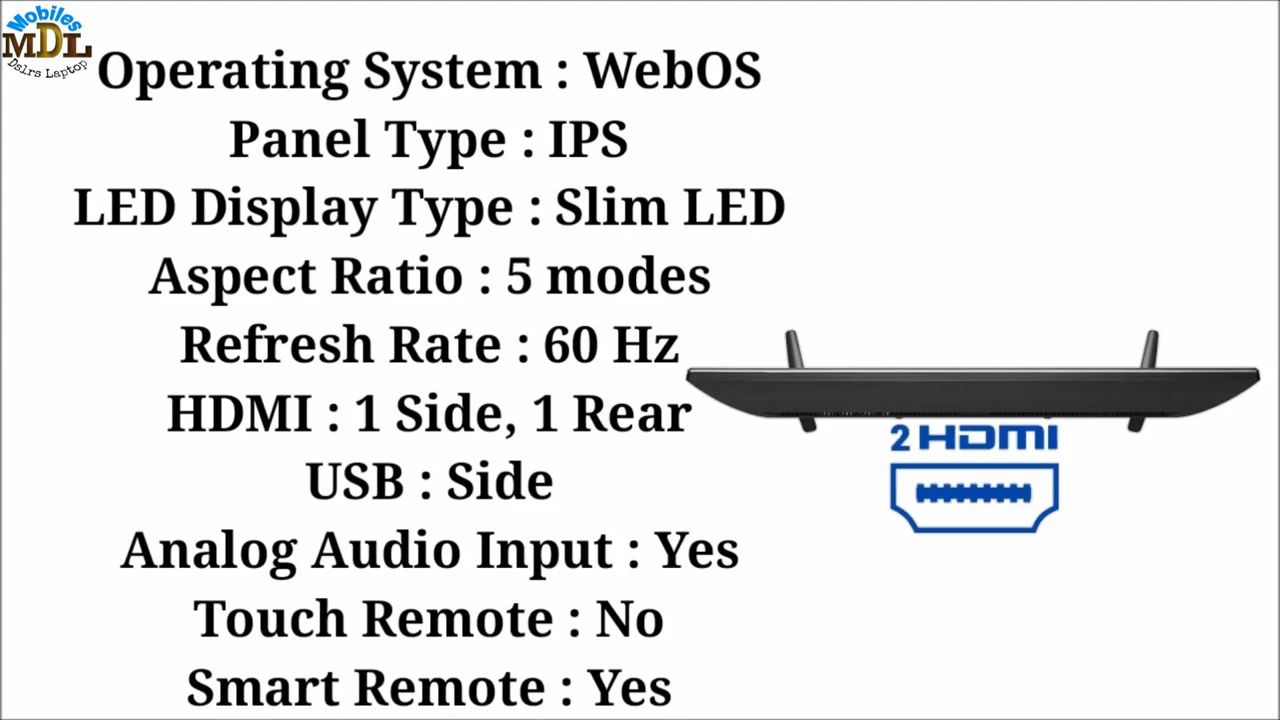 Mobiles
MDL
Dslrs Laptop
Operating System : WebOS
Panel Type : IPS
LED Display Type : Slim LED
Aspect Ratio : 5 modes
Refresh Rate : 60 Hz
HDMI : 1 Side, 1 Rear
2 HDMI
USB : Side
Analog Audio Input : Yes
Touch Remote : No
Smart Remote : Yes